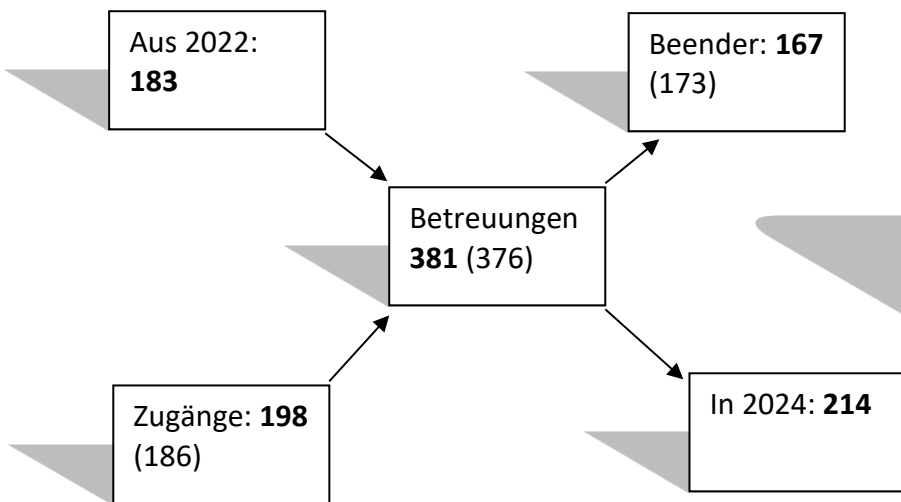 Aus 2022:
183
Beender: 167
(173)
Betreuungen
381 (376)
Zugänge: 198
(186)
In 2024: 214